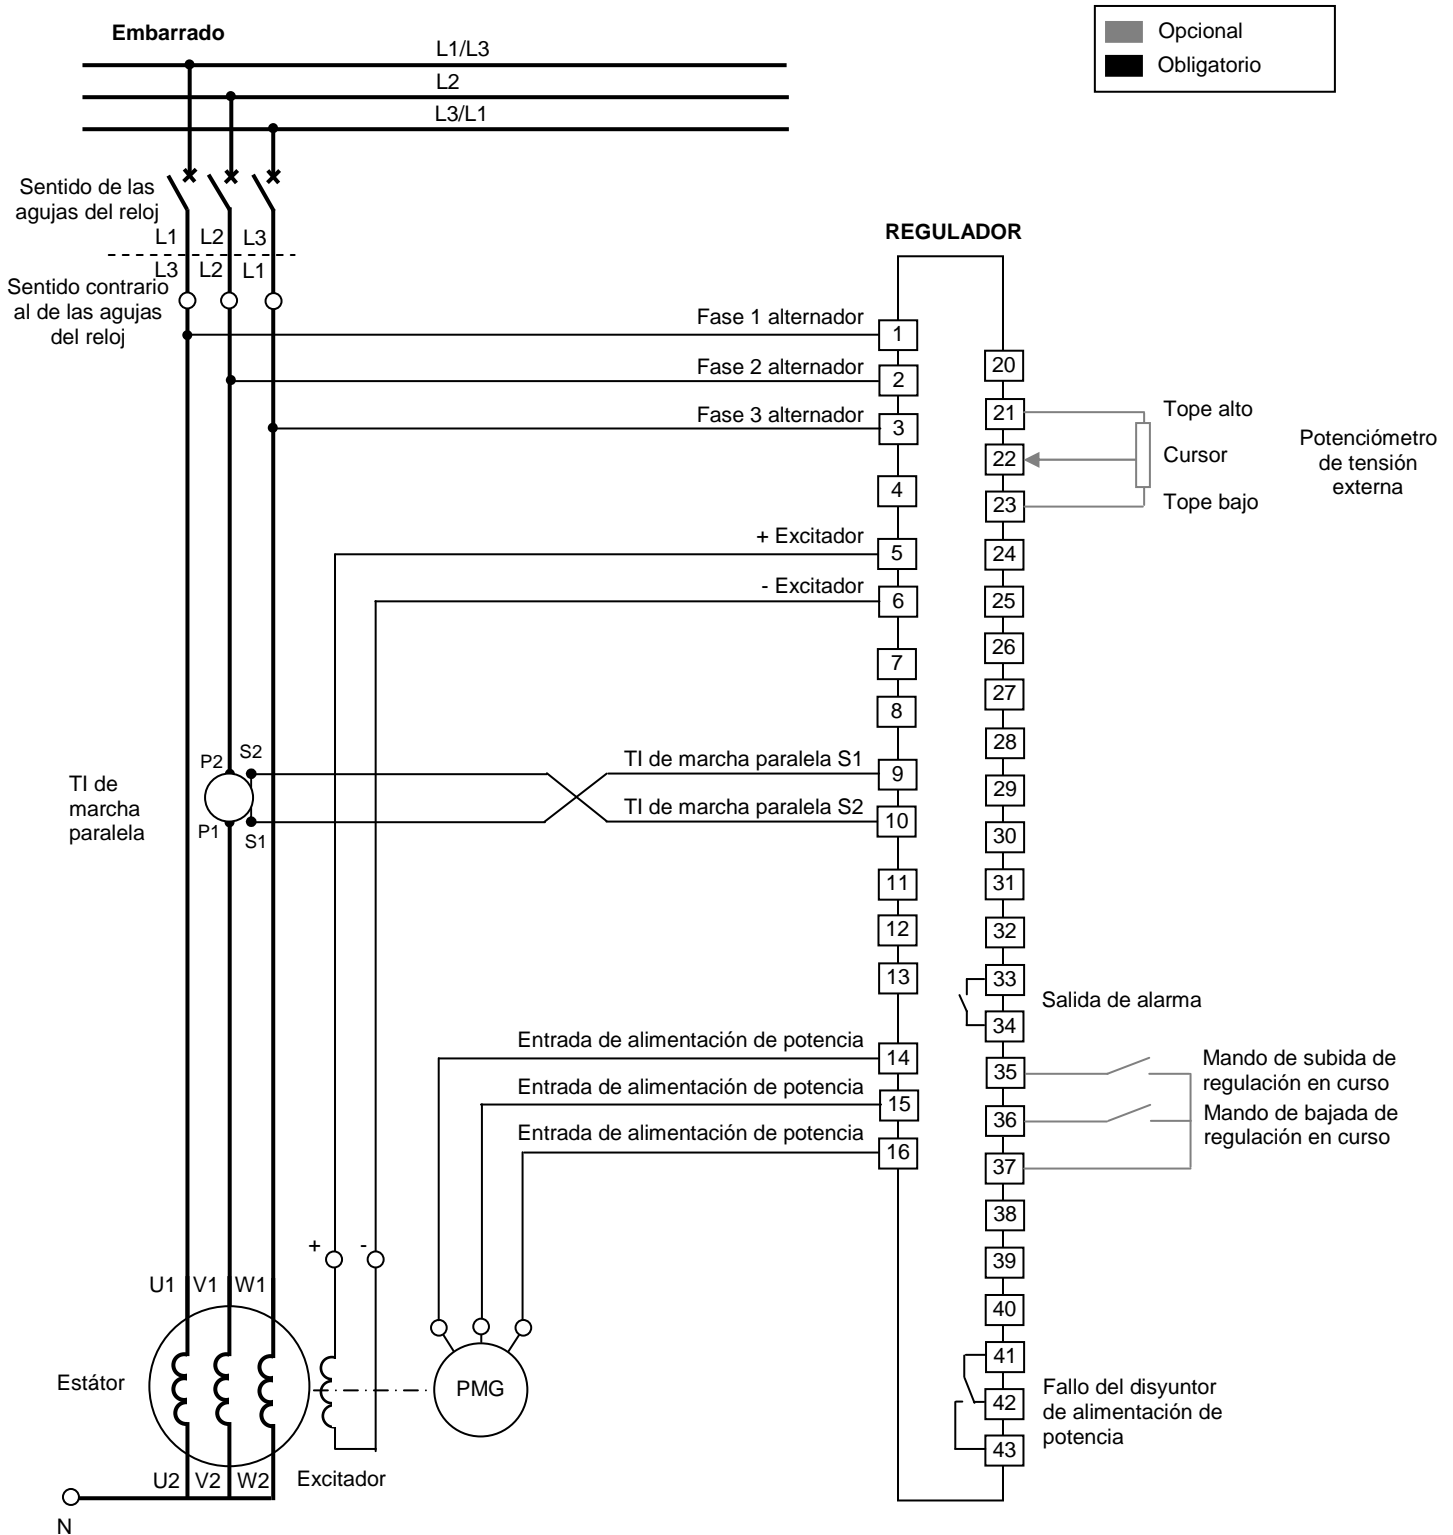 Embarrado
L1/L3
L2
L3/L1
Opcional
Obligatorio
Sentido de las
agujas del reloj
L1 L2 L3
L3 L2 L1
Sentido contrario
al de las agujas
del reloj
REGULADOR
Fase 1 alternador
1
Fase 2 alternador
2
Fase 3 alternador
3
4
+ Excitador
5
- Excitador
6
7
8
TI de marcha paralela S1
9
TI de marcha paralela S2
10
11
12
13
Entrada de alimentación de potencia
14
Entrada de alimentación de potencia
15
Entrada de alimentación de potencia
16
20
21
Tope alto
22
Cursor
23
Tope bajo
Potenciómetro
de tensión
externa
24
25
26
27
28
29
30
31
32
33
Salida de alarma
34
35
Mando de subida de
regulación en curso
36
Mando de bajada de
regulación en curso
37
38
39
40
41
42
43
Fallo del disyuntor
de alimentación de
potencia
TI de
marcha
paralela
P2 S2
P1 S1
+ -
U1 V1 W1
Estátor
PMG
U2 V2 W2
Excitador
N